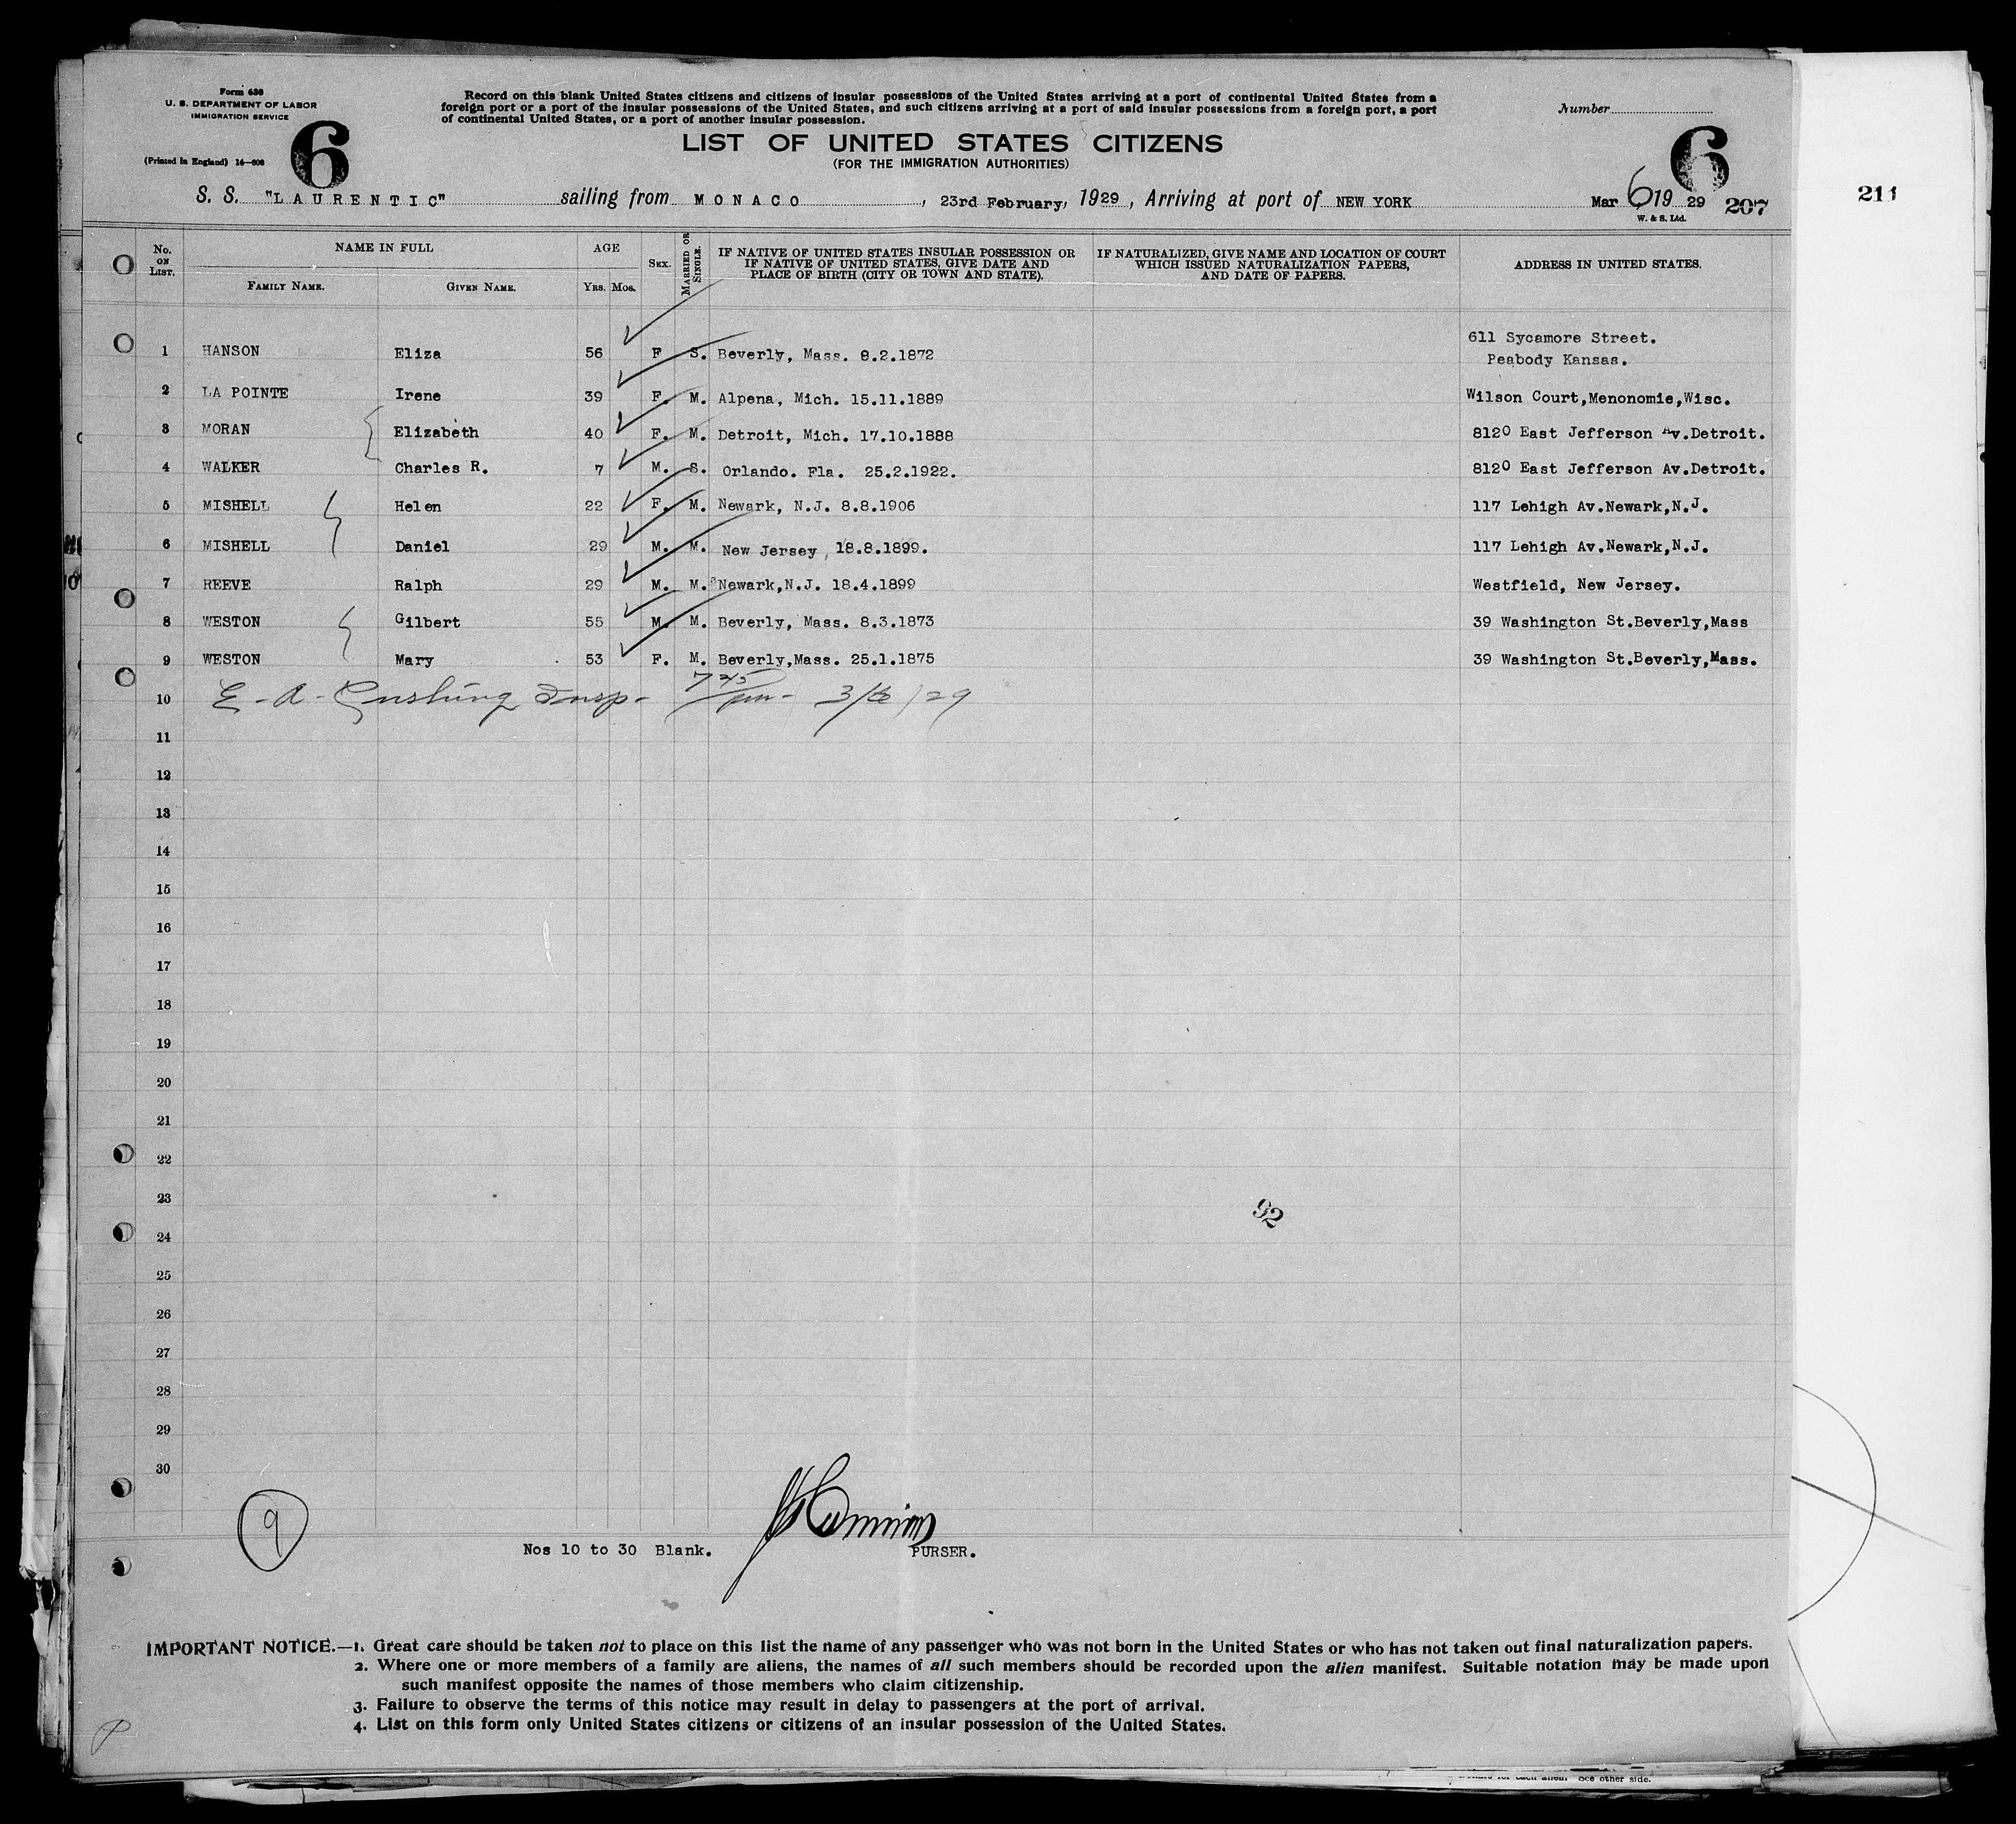 Form 630
U. S. DEPARTMENT OF LABOR
IMMIGRATION SERVICE
(Printed in England) 14—608
6
Record on this blank United States citizens and citizens of insular possessions of the United States arriving at a port of continental United States from a
foreign port or a port of the insular possessions of the United States, and such citizens arriving at a port of said insular possessions from a foreign port, a port
of continental United States, or a port of another insular possession.
Number
6
LIST OF UNITED STATES CITIZENS
(FOR THE IMMIGRATION AUTHORITIES)
S. S. "LAURENTIC" sailing from MONACO, 23rd February, 1929, Arriving at port of NEW YORK Mar 6 1929
W. & S. Ltd.
207
211
No. ON LIST. NAME IN FULL AGE SEX. MARRIED OR SINGLE. IF NATIVE OF UNITED STATES INSULAR POSSESSION OR IF NATIVE OF UNITED STATES, GIVE DATE AND PLACE OF BIRTH (CITY OR TOWN AND STATE). IF NATURALIZED, GIVE NAME AND LOCATION OF COURT WHICH ISSUED NATURALIZATION PAPERS, AND DATE OF PAPERS. ADDRESS IN UNITED STATES.
FAMILY NAME. GIVEN NAME. YRS. MOS.
1 HANSON Eliza 56 F S. Beverly, Mass. 8.2.1872 611 Sycamore Street.
Peabody Kansas.
2 LA POINTE Irene 39 F. M. Alpena, Mich. 15.11.1889 Wilson Court,Menonomie,Wisc.
3 MORAN Elizabeth 40 F. M. Detroit, Mich. 17.10.1888 8120 East Jefferson Av.Detroit.
4 WALKER Charles R. 7 M. S. Orlando. Fla. 25.2.1922. 8120 East Jefferson Av.Detroit.
5 MISHELL Helen 22 F. M. Newark, N.J. 8.8.1906 117 Lehigh Av.Newark,N.J.
6 MISHELL Daniel 29 M. M. New Jersey, 18.8.1899. 117 Lehigh Av.Newark,N.J.
7 REEVE Ralph 29 M. M. Newark,N.J. 18.4.1899 Westfield, New Jersey.
8 WESTON Gilbert 55 M. M. Beverly, Mass. 8.3.1873 39 Washington St.Beverly,Mass
9 WESTON Mary 53 F. M. Beverly,Mass. 25.1.1875 39 Washington St.Beverly,Mass.
10 E-A-Cushing Insp- 725 3/6/29
11
12
13
14
15
16
17
18
19
20
21
22
23
92
24
25
26
27
28
29
30
9
Nos 10 to 30 Blank.
PURSER.
IMPORTANT NOTICE.—1. Great care should be taken not to place on this list the name of any passenger who was not born in the United States or who has not taken out final naturalization papers.
2. Where one or more members of a family are aliens, the names of all such members should be recorded upon the alien manifest. Suitable notation may be made upon
such manifest opposite the names of those members who claim citizenship.
3. Failure to observe the terms of this notice may result in delay to passengers at the port of arrival.
4. List on this form only United States citizens or citizens of an insular possession of the United States.
P
See other side.